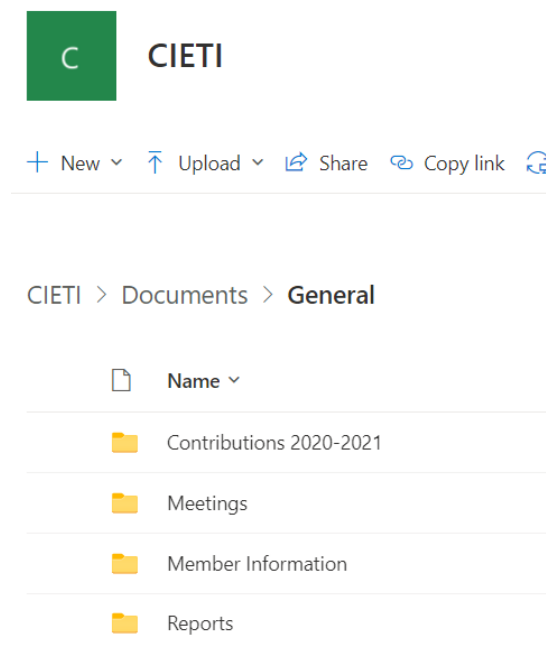 C
CIETI
New Upload Share Copy link
CIETI > Documents > General
Name
Contributions 2020-2021
Meetings
Member Information
Reports